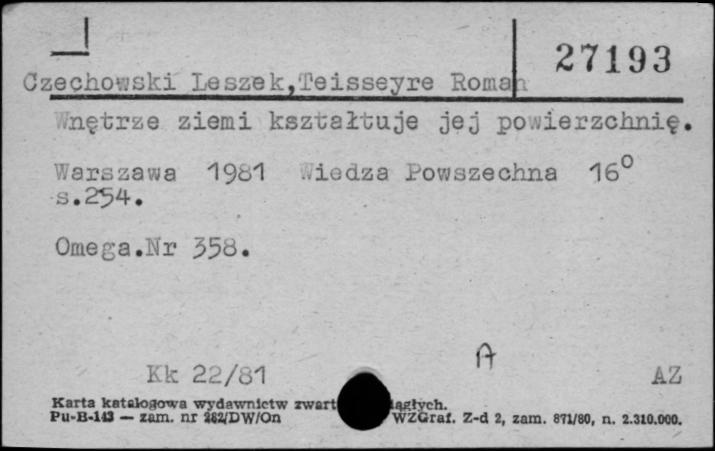 27193
Czechowski Leszek,Teisseyre Roman
Wnętrze ziemi kształtuje jej powierzchnię.
Warszawa 1981 Wiedza Powszechna 16°
s.254.
Omega.Nr 358.
A
Kk 22/81 AZ
Karta katalogowa wydawnictw zwart iągłych.
Pu-B-143 — zam. nr 282/DW/On WZGraf. Z-d 2, zam. 871/80, n. 2.310.000.